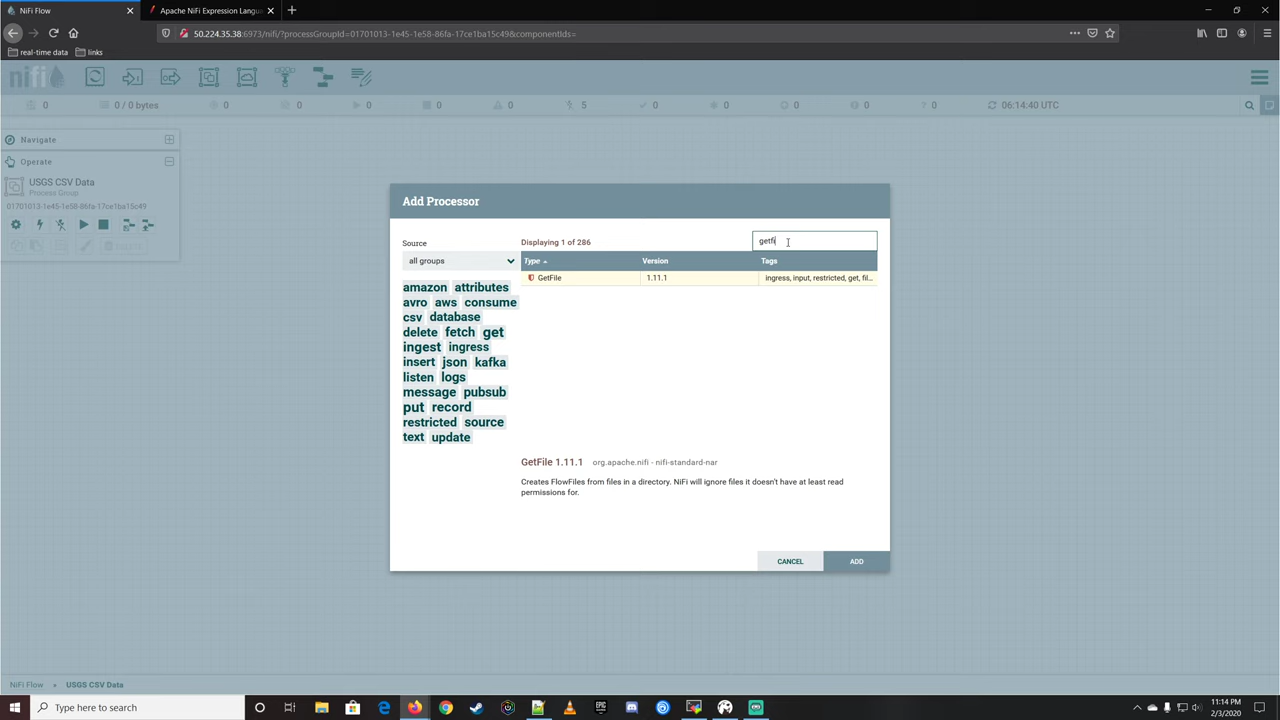 NiFi Flow
Apache NiFi Expression Langu
50.224.35.38:6973/nifi/?processGroupId=01701013-1e45-1e58-86fa-17ce1ba15c49&componentIds=
real-time data
links
nifi
0
0 / 0 bytes
0
0
0
0
0
5
0
0
0
0
? 0
06:14:40 UTC
Navigate
Operate
USGS CSV Data
Process Group
01701013-1e45-1e58-86fa-17ce1ba15c49
Add Processor
Source
all groups
amazon attributes
avro aws consume
csv database
delete fetch get
ingest ingress
insert json kafka
listen logs
message pubsub
put record
restricted source
text update
Displaying 1 of 286
getfi
Type Version Tags
GetFile 1.11.1 ingress, input, restricted, get, fil...
GetFile 1.11.1 org.apache.nifi - nifi-standard-nar
Creates FlowFiles from files in a directory. NiFi will ignore files it doesn't have at least read
permissions for.
CANCEL
ADD
NiFi Flow
USGS CSV Data
Type here to search
EPIC
11:14 PM
2/3/2020